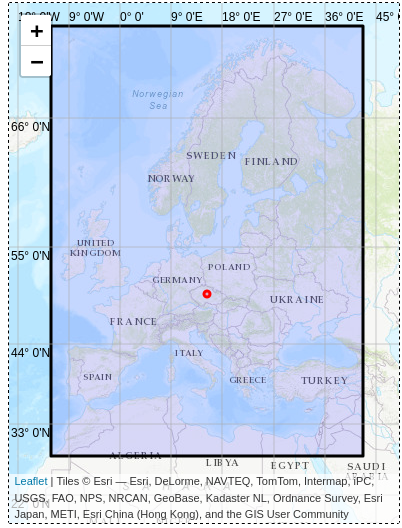 9° 0'W 0° 0' 9° 0'E 18° 0'E 27° 0'E 36° 0'E 45°
+
−
Norwegian
Sea
66° 0'N
SWEDEN
FINLAND
NORWAY
UNITED
KINGDOM
55° 0'N
POLAND
GERMANY
UKRAINE
FRANCE
44° 0'N
ITALY
SPAIN
GREECE
TURKEY
33° 0'N
ALGERIA
LIBYA
EGYPT
SAUDI
ARABIA
Leaflet | Tiles © Esri — Esri, DeLorme, NAVTEQ, TomTom, Intermap, iPC,
USGS, FAO, NPS, NRCAN, GeoBase, Kadaster NL, Ordnance Survey, Esri
Japan, METI, Esri China (Hong Kong), and the GIS User Community